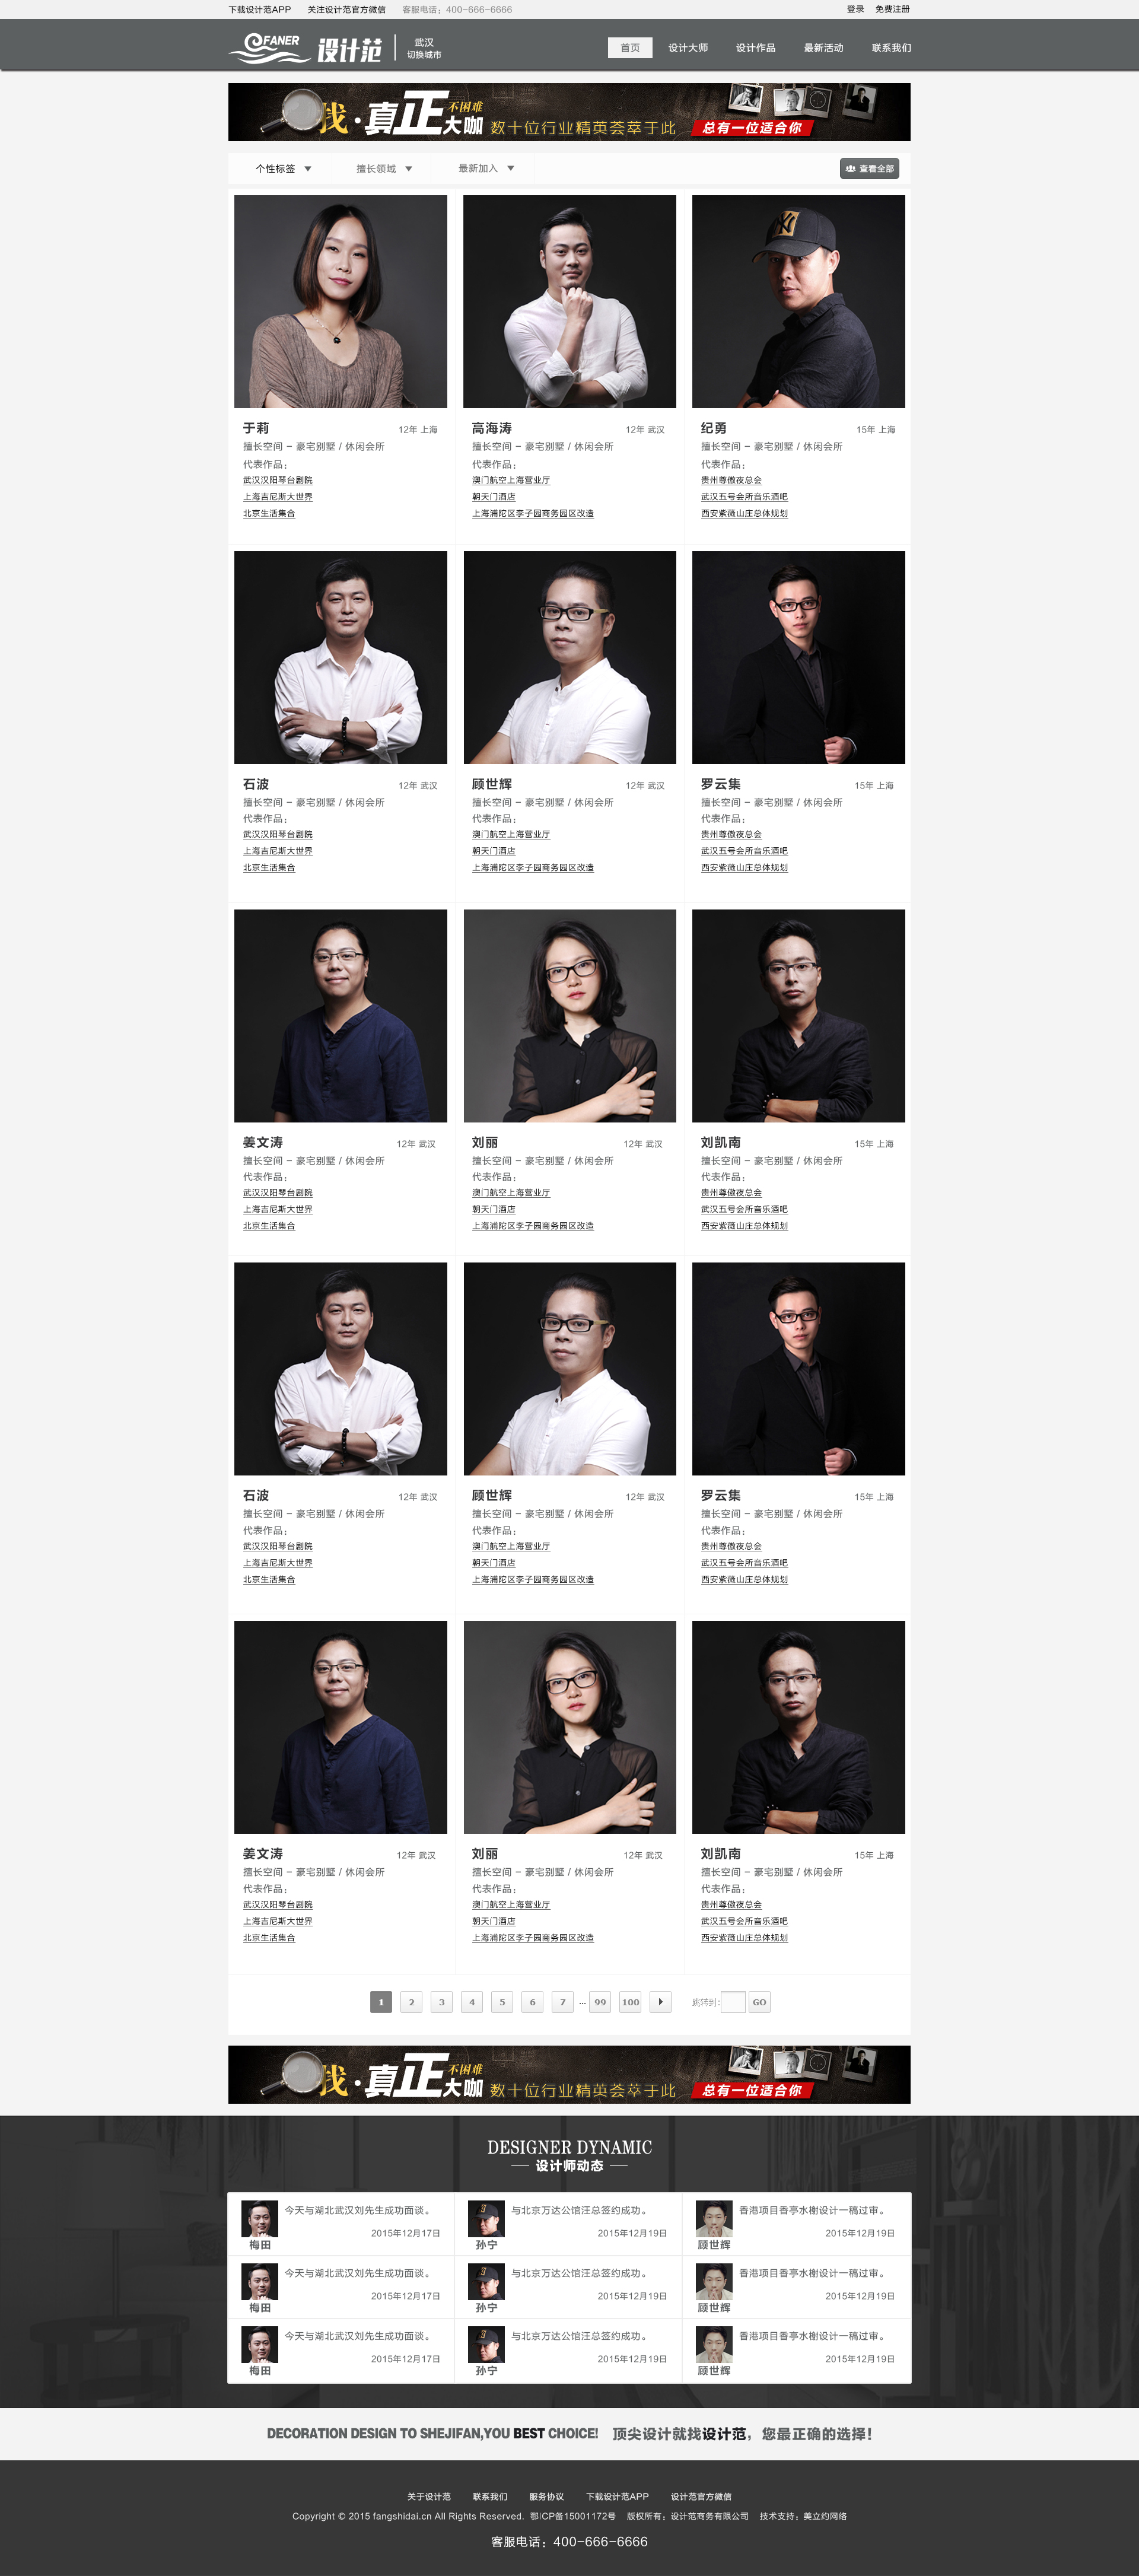 下载设计范APP 关注设计范官方微信 客服电话：400-666-6666 登录 免费注册
FANER 设计范 武汉 首页 设计大师 设计作品 最新活动 联系我们
切换城市
找·真正大咖 不困难 数十位行业精英荟萃于此 总有一位适合你
个性标签 擅长领域 最新加入 查看全部
于莉 12年 上海 高海涛 12年 武汉 纪勇 15年 上海
擅长空间 - 豪宅别墅 / 休闲会所 擅长空间 - 豪宅别墅 / 休闲会所 擅长空间 - 豪宅别墅 / 休闲会所
代表作品： 代表作品： 代表作品：
武汉汉阳琴台剧院 澳门航空上海营业厅 贵州尊傲夜总会
上海吉尼斯大世界 朝天门酒店 武汉五号会所音乐酒吧
北京生活集合 上海浦陀区李子园商务园区改造 西安紫薇山庄总体规划
石波 12年 武汉 顾世辉 12年 武汉 罗云集 15年 上海
擅长空间 - 豪宅别墅 / 休闲会所 擅长空间 - 豪宅别墅 / 休闲会所 擅长空间 - 豪宅别墅 / 休闲会所
代表作品： 代表作品： 代表作品：
武汉汉阳琴台剧院 澳门航空上海营业厅 贵州尊傲夜总会
上海吉尼斯大世界 朝天门酒店 武汉五号会所音乐酒吧
北京生活集合 上海浦陀区李子园商务园区改造 西安紫薇山庄总体规划
姜文涛 12年 武汉 刘丽 12年 武汉 刘凯南 15年 上海
擅长空间 - 豪宅别墅 / 休闲会所 擅长空间 - 豪宅别墅 / 休闲会所 擅长空间 - 豪宅别墅 / 休闲会所
代表作品： 代表作品： 代表作品：
武汉汉阳琴台剧院 澳门航空上海营业厅 贵州尊傲夜总会
上海吉尼斯大世界 朝天门酒店 武汉五号会所音乐酒吧
北京生活集合 上海浦陀区李子园商务园区改造 西安紫薇山庄总体规划
石波 12年 武汉 顾世辉 12年 武汉 罗云集 15年 上海
擅长空间 - 豪宅别墅 / 休闲会所 擅长空间 - 豪宅别墅 / 休闲会所 擅长空间 - 豪宅别墅 / 休闲会所
代表作品： 代表作品： 代表作品：
武汉汉阳琴台剧院 澳门航空上海营业厅 贵州尊傲夜总会
上海吉尼斯大世界 朝天门酒店 武汉五号会所音乐酒吧
北京生活集合 上海浦陀区李子园商务园区改造 西安紫薇山庄总体规划
姜文涛 12年 武汉 刘丽 12年 武汉 刘凯南 15年 上海
擅长空间 - 豪宅别墅 / 休闲会所 擅长空间 - 豪宅别墅 / 休闲会所 擅长空间 - 豪宅别墅 / 休闲会所
代表作品： 代表作品： 代表作品：
武汉汉阳琴台剧院 澳门航空上海营业厅 贵州尊傲夜总会
上海吉尼斯大世界 朝天门酒店 武汉五号会所音乐酒吧
北京生活集合 上海浦陀区李子园商务园区改造 西安紫薇山庄总体规划
1 2 3 4 5 6 7 ... 99 100 跳转到: GO
找·真正大咖 不困难 数十位行业精英荟萃于此 总有一位适合你
DESIGNER DYNAMIC
设计师动态
今天与湖北武汉刘先生成功面谈。 与北京万达公馆汪总签约成功。 香港项目香亭水榭设计一稿过审。
2015年12月17日 2015年12月19日 2015年12月19日
梅田 孙宁 顾世辉
今天与湖北武汉刘先生成功面谈。 与北京万达公馆汪总签约成功。 香港项目香亭水榭设计一稿过审。
2015年12月17日 2015年12月19日 2015年12月19日
梅田 孙宁 顾世辉
今天与湖北武汉刘先生成功面谈。 与北京万达公馆汪总签约成功。 香港项目香亭水榭设计一稿过审。
2015年12月17日 2015年12月19日 2015年12月19日
梅田 孙宁 顾世辉
DECORATION DESIGN TO SHEJIFAN,YOU BEST CHOICE! 顶尖设计就找设计范，您最正确的选择！
关于设计范 联系我们 服务协议 下载设计范APP 设计范官方微信
Copyright © 2015 fangshidai.cn All Rights Reserved. 鄂ICP备15001172号 版权所有：设计范商务有限公司 技术支持：美立约网络
客服电话：400-666-6666